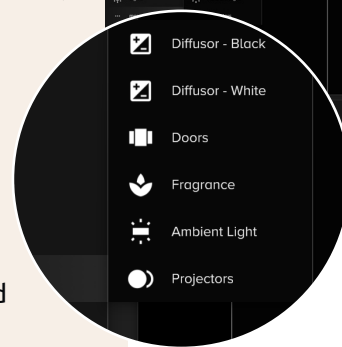 Diffusor - Black
Diffusor - White
Doors
Fragrance
Ambient Light
Projectors